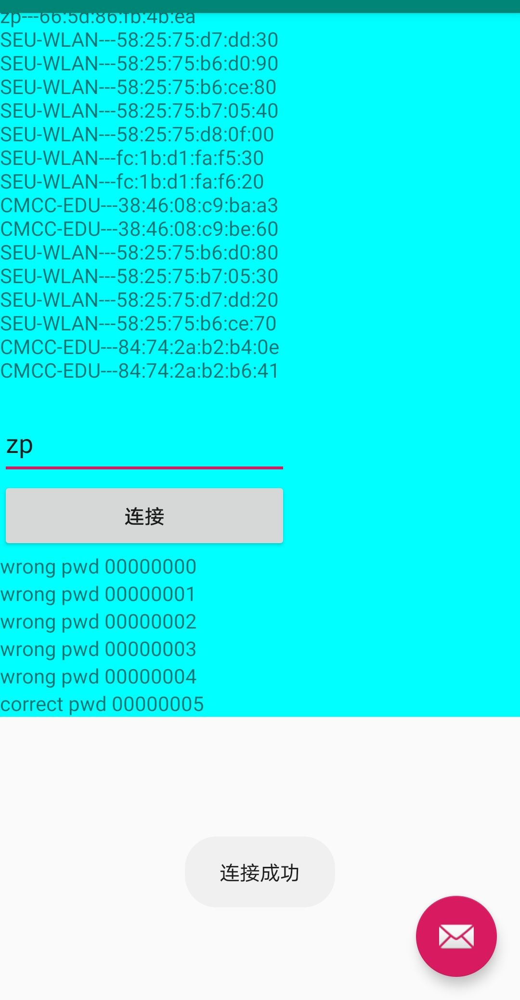 zp---66:5d:86:fb:4b:ea
SEU-WLAN---58:25:75:d7:dd:30
SEU-WLAN---58:25:75:b6:d0:90
SEU-WLAN---58:25:75:b6:ce:80
SEU-WLAN---58:25:75:b7:05:40
SEU-WLAN---58:25:75:d8:0f:00
SEU-WLAN---fc:1b:d1:fa:f5:30
SEU-WLAN---fc:1b:d1:fa:f6:20
CMCC-EDU---38:46:08:c9:ba:a3
CMCC-EDU---38:46:08:c9:be:60
SEU-WLAN---58:25:75:b6:d0:80
SEU-WLAN---58:25:75:b7:05:30
SEU-WLAN---58:25:75:d7:dd:20
SEU-WLAN---58:25:75:b6:ce:70
CMCC-EDU---84:74:2a:b2:b4:0e
CMCC-EDU---84:74:2a:b2:b6:41
zp
连接
wrong pwd 00000000
wrong pwd 00000001
wrong pwd 00000002
wrong pwd 00000003
wrong pwd 00000004
correct pwd 00000005
连接成功